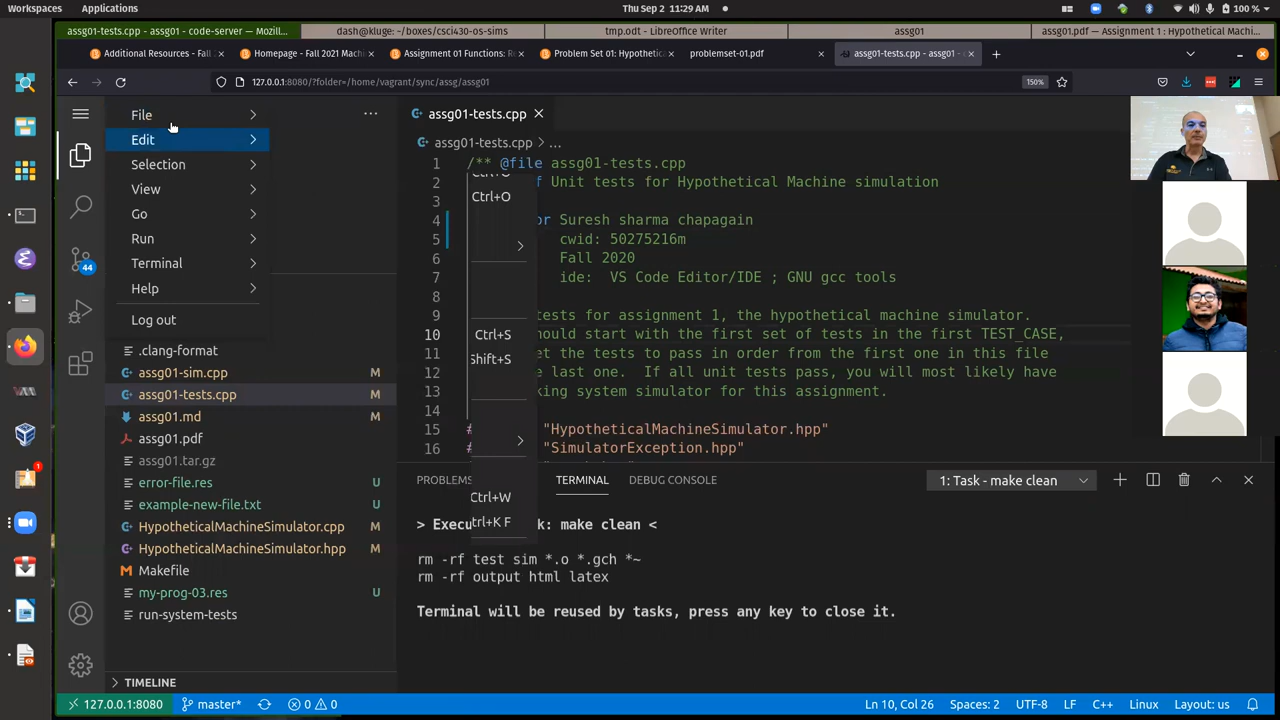 Workspaces Applications Thu Sep 2 11:29 AM 100 %
assg01-tests.cpp - assg01 - code-server — Mozill... dash@kluge: ~/boxes/csci430-os-sims tmp.odt - LibreOffice Writer assg01 assg01.pdf — Assignment 1 : Hypothetical Machi...
Additional Resources - Fall Homepage - Fall 2021 Machi Assignment 01 Functions: Re Problem Set 01: Hypothetica problemset-01.pdf assg01-tests.cpp - assg01 -
127.0.0.1:8080/?folder=/home/vagrant/sync/assg/assg01 150%
File
Edit
Selection
View
Go
Run
Terminal
Help
Log out
.clang-format
assg01-sim.cpp M
assg01-tests.cpp
assg01.md M
assg01.pdf
assg01.tar.gz
error-file.res U
example-new-file.txt U
HypotheticalMachineSimulator.cpp M
HypotheticalMachineSimulator.hpp M
Makefile
my-prog-03.res U
run-system-tests
TIMELINE
44
assg01-tests.cpp
assg01-tests.cpp > ...
1 /** @file assg01-tests.cpp
2 f Unit tests for Hypothetical Machine simulation
3
4 or Suresh sharma chapagain
5 cwid: 50275216m
6 Fall 2020
7 ide: VS Code Editor/IDE ; GNU gcc tools
8
9 tests for assignment 1, the hypothetical machine simulator.
10 ould start with the first set of tests in the first TEST_CASE,
11 et the tests to pass in order from the first one in this file
12 e last one. If all unit tests pass, you will most likely have
13 king system simulator for this assignment.
14
15 # "HypotheticalMachineSimulator.hpp"
16 "SimulatorException.hpp"
Ctrl+O
Ctrl+S
Shift+S
Ctrl+W
trl+K F
PROBLEMS TERMINAL DEBUG CONSOLE 1: Task - make clean
> Execu k: make clean <
rm -rf test sim *.o *.gch *~
rm -rf output html latex
Terminal will be reused by tasks, press any key to close it.
127.0.0.1:8080 master* 0 0 Ln 10, Col 26 Spaces: 2 UTF-8 LF C++ Linux Layout: us